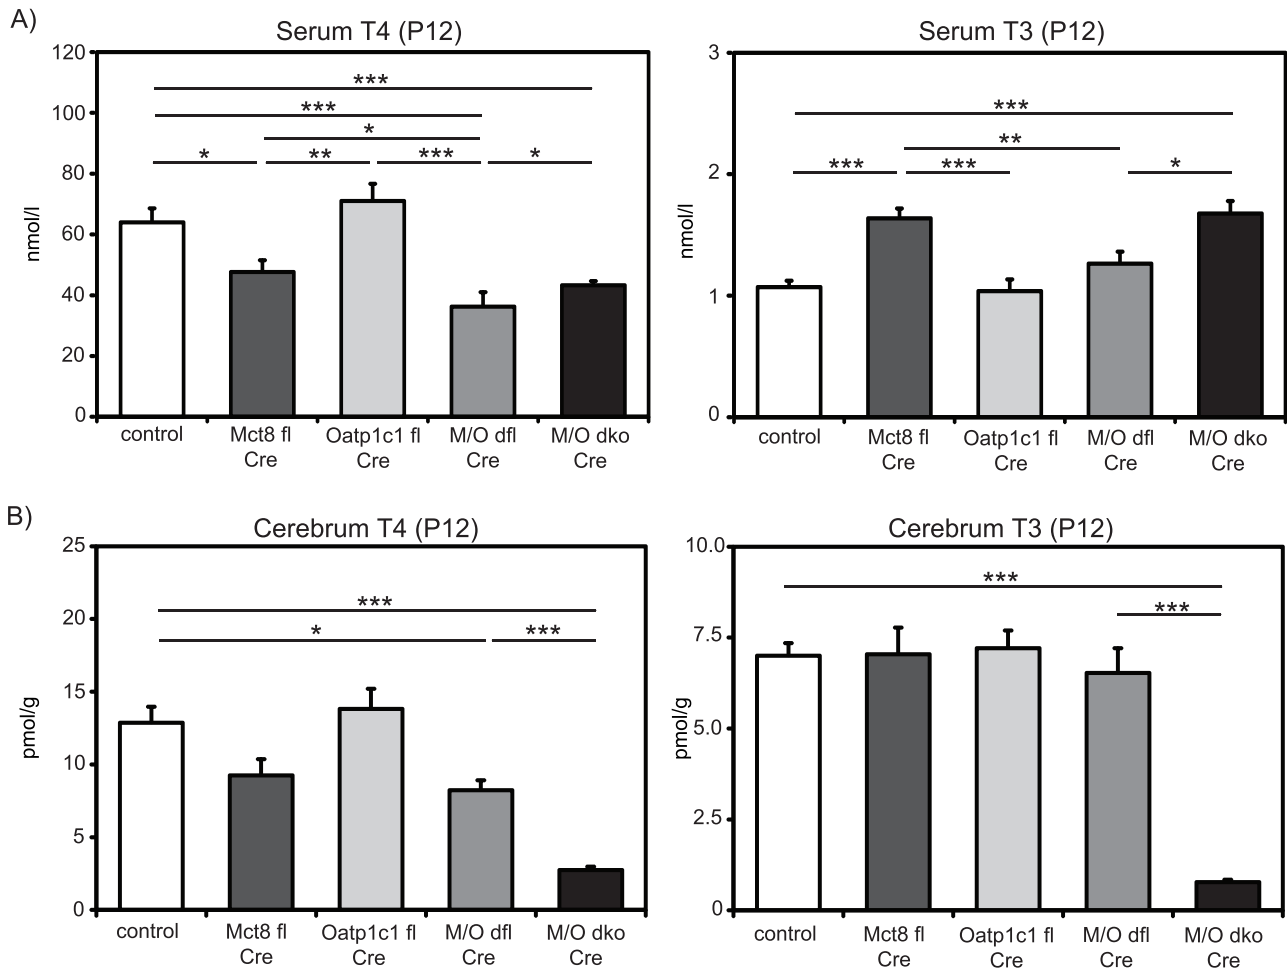 A)
Serum T4 (P12)
120
100
80
60
40
20
0
nmol/l
***
***
*
* ** *** *
control Mct8 fl Oatp1c1 fl M/O dfl M/O dko
Cre Cre Cre Cre
Serum T3 (P12)
3
2
1
0
nmol/l
***
**
*** *** *
control Mct8 fl Oatp1c1 fl M/O dfl M/O dko
Cre Cre Cre Cre
B)
Cerebrum T4 (P12)
25
20
15
10
5
0
pmol/g
***
* ***
control Mct8 fl Oatp1c1 fl M/O dfl M/O dko
Cre Cre Cre Cre
Cerebrum T3 (P12)
10.0
7.5
5.0
2.5
0
pmol/g
***
***
control Mct8 fl Oatp1c1 fl M/O dfl M/O dko
Cre Cre Cre Cre